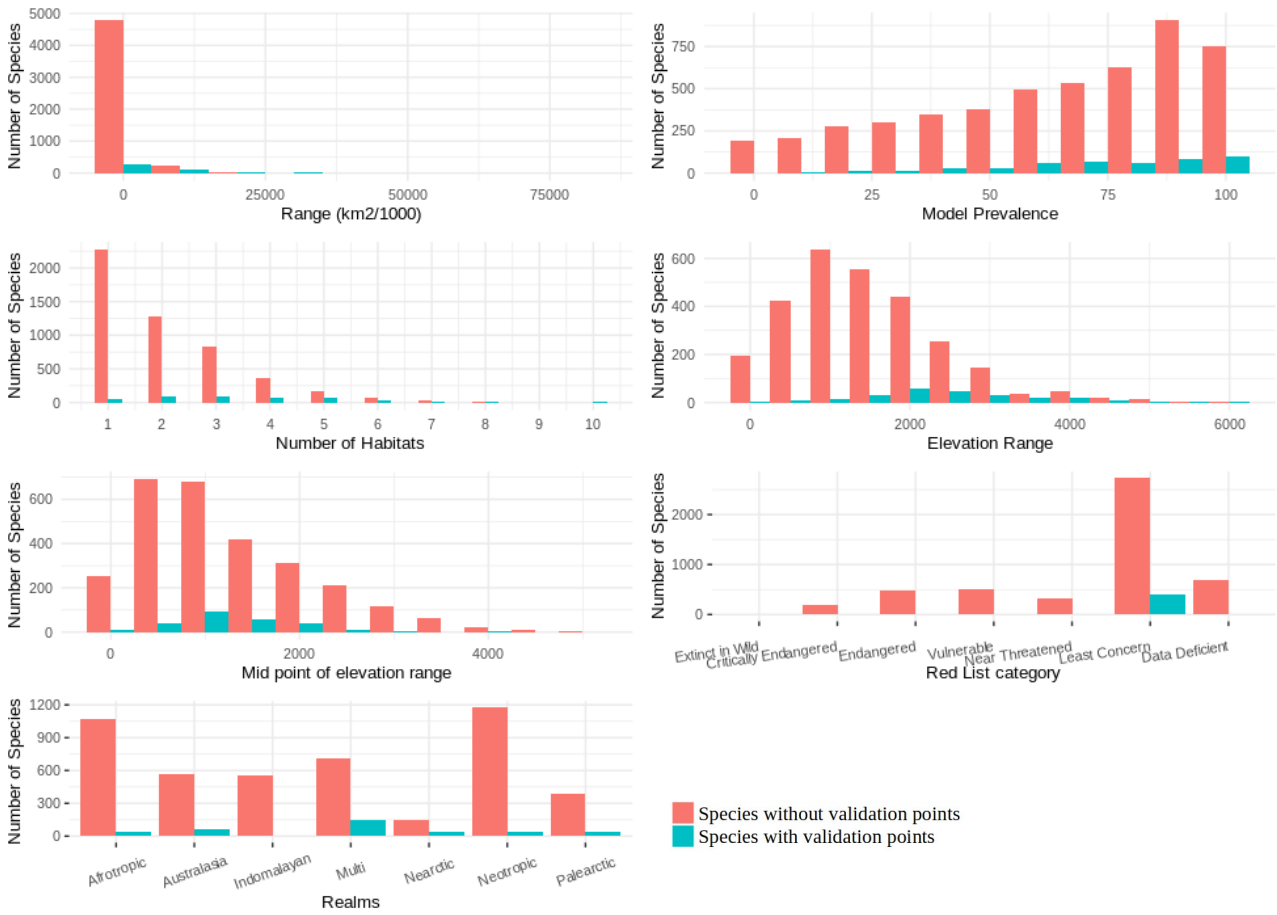 Number of Species
5000
4000
3000
2000
1000
0
0 25000 50000 75000
Range (km2/1000)
Number of Species
750
500
250
0
0 25 50 75 100
Model Prevalence
Number of Species
2000
1500
1000
500
0
1 2 3 4 5 6 7 8 9 10
Number of Habitats
Number of Species
600
400
200
0
0 2000 4000 6000
Elevation Range
Number of Species
600
400
200
0
0 2000 4000
Mid point of elevation range
Number of Species
2000
1000
0
Extinct in Wild
Critically Endangered
Endangered
Vulnerable
Near Threatened
Least Concern
Data Deficient
Red List category
Number of Species
1200
900
600
300
0
Afrotropic
Australasia
Indomalayan
Multi
Nearctic
Neotropic
Palearctic
Realms
Species without validation points
Species with validation points